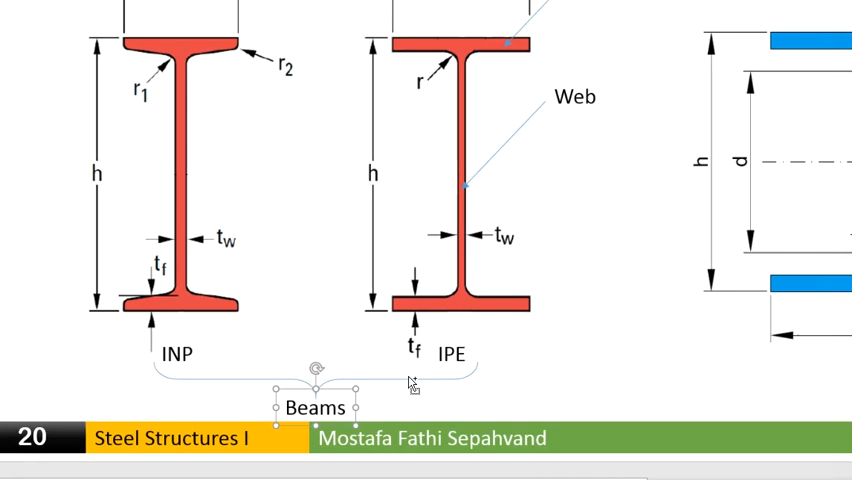 r1
r2
r
Web
h
h
h
d
tw
tw
tf
tf
INP
IPE
Beams
20
Steel Structures I
Mostafa Fathi Sepahvand